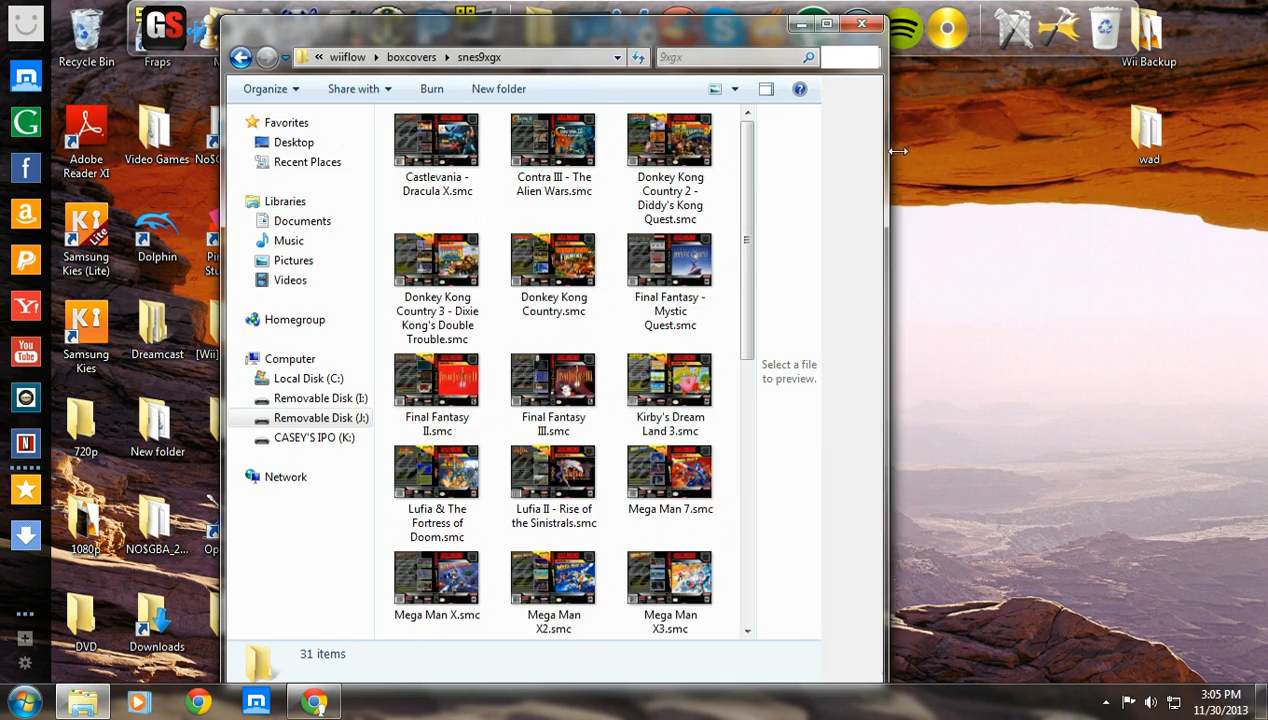 Recycle Bin
GS
Fraps
Adobe
Reader XI
Video Games
No$G
Samsung
Kies (Lite)
Dolphin
Samsung
Kies
Dreamcast
[Wii]
720p
New folder
1080p
NO$GBA_2...
DVD
Downloads
Wii Backup
wad
« wiiflow ▸ boxcovers ▸ snes9xgx
9xgx
Organize
Share with
Burn
New folder
Favorites
Desktop
Recent Places
Libraries
Documents
Music
Pictures
Videos
Homegroup
Computer
Local Disk (C:)
Removable Disk (I:)
Removable Disk (J:)
CASEY'S IPO (K:)
Network
Castlevania -
Dracula X.smc
Contra III - The
Alien Wars.smc
Donkey Kong
Country 2 -
Diddy's Kong
Quest.smc
Donkey Kong
Country 3 - Dixie
Kong's Double
Trouble.smc
Donkey Kong
Country.smc
Final Fantasy -
Mystic
Quest.smc
Final Fantasy
II.smc
Final Fantasy
III.smc
Kirby's Dream
Land 3.smc
Lufia & The
Fortress of
Doom.smc
Lufia II - Rise of
the Sinistrals.smc
Mega Man 7.smc
Mega Man X.smc
Mega Man
X2.smc
Mega Man
X3.smc
Select a file
to preview.
31 items
3:05 PM
11/30/2013